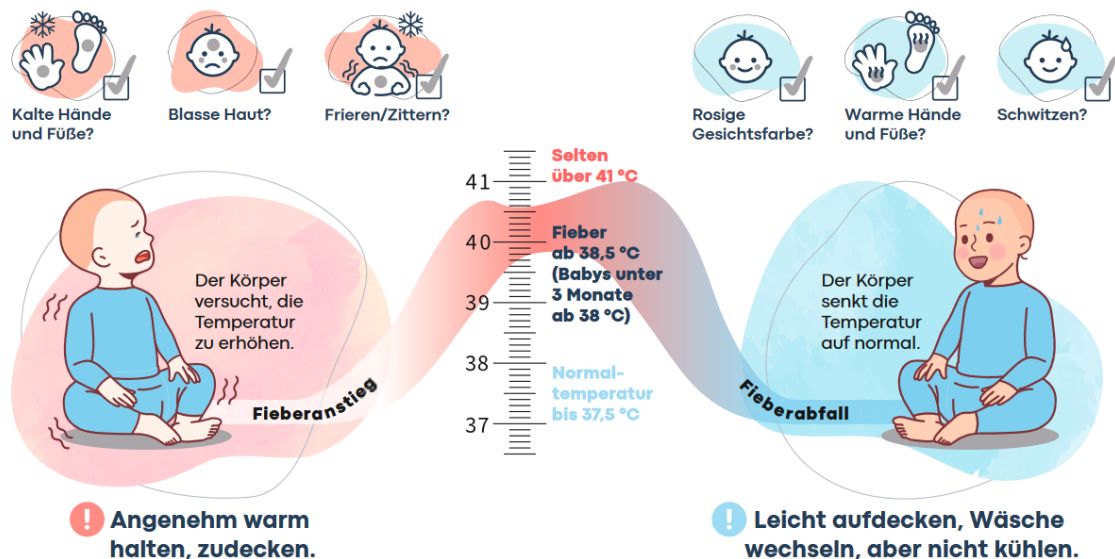 Kalte Hände
und Füße?
Blasse Haut?
Frieren/Zittern?
Rosige
Gesichtsfarbe?
Warme Hände
und Füße?
Schwitzen?
Der Körper
versucht, die
Temperatur
zu erhöhen.
Fieberanstieg
41
40
39
38
37
Selten
über 41 °C
Fieber
ab 38,5 °C
(Babys unter
3 Monate
ab 38 °C)
Normal-
temperatur
bis 37,5 °C
Der Körper
senkt die
Temperatur
auf normal.
Fieberabfall
! Angenehm warm
halten, zudecken.
! Leicht aufdecken, Wäsche
wechseln, aber nicht kühlen.